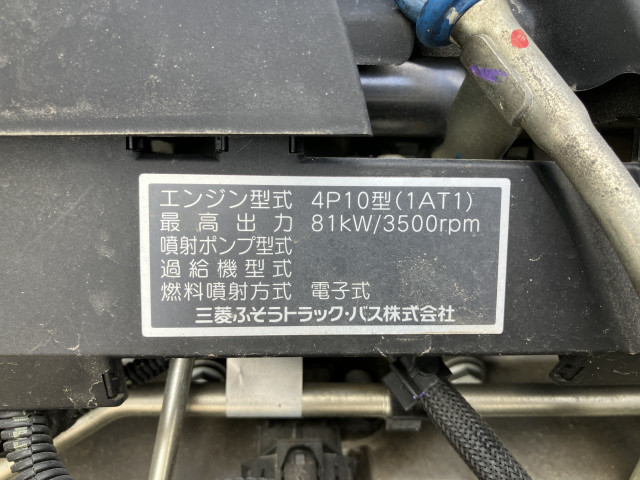 エンジン型式 4P10型(1AT1)
最高出力 81kW/3500rpm
噴射ポンプ型式
過給機型式
燃料噴射方式 電子式
三菱ふそうトラック・バス株式会社